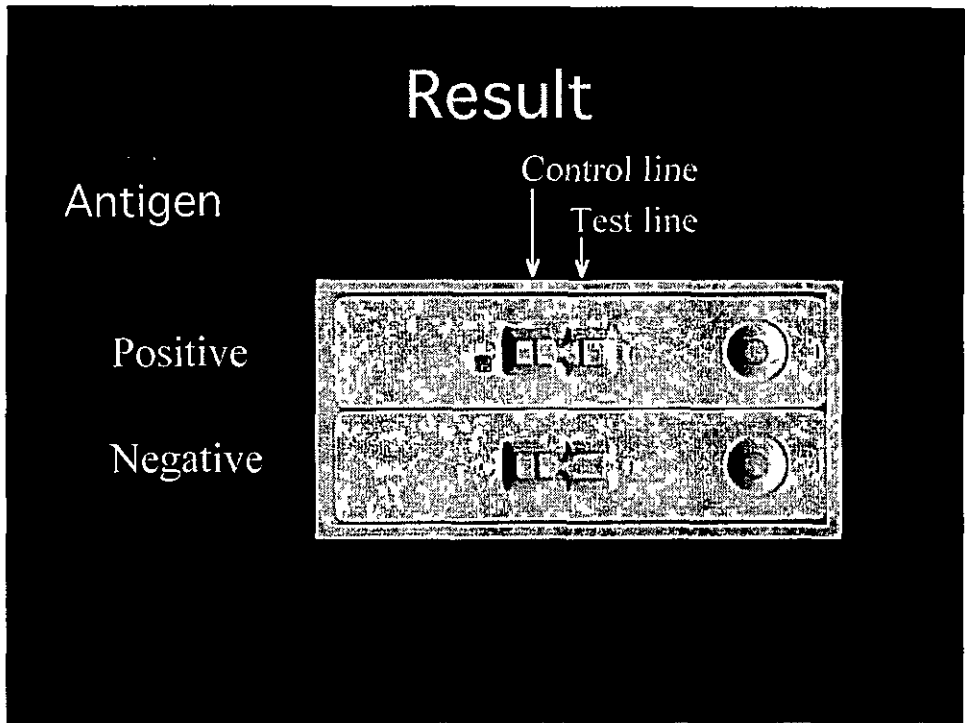 Result
Control line
Antigen
Test line
Positive
Negative